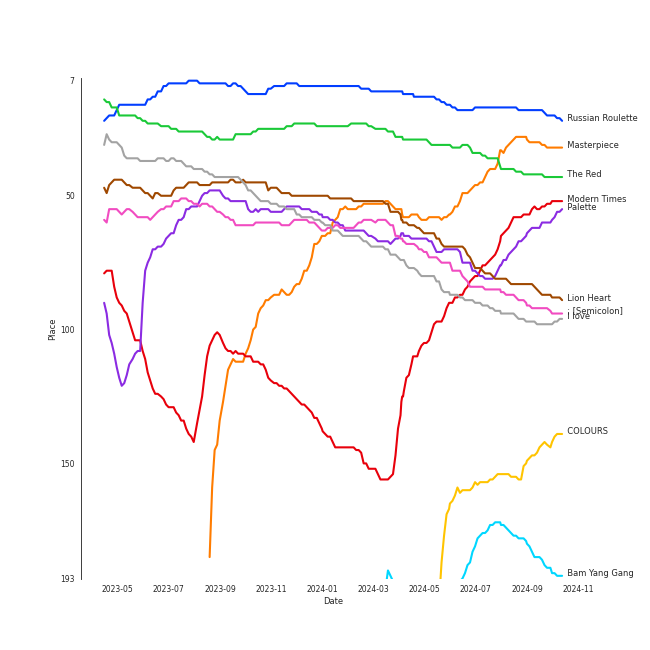 7
50
100
150
193
Place
2023-05
2023-07
2023-09
2023-11
2024-01
2024-03
2024-05
2024-07
2024-09
2024-11
Date
Russian Roulette
Masterpiece
The Red
Modern Times
Palette
Lion Heart
; [Semicolon]
I love
COLOURS
Bam Yang Gang